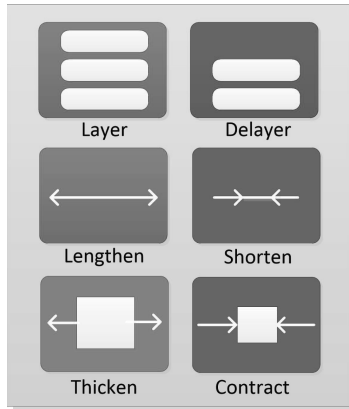 Layer
Delayer
Lengthen
Shorten
Thicken
Contract